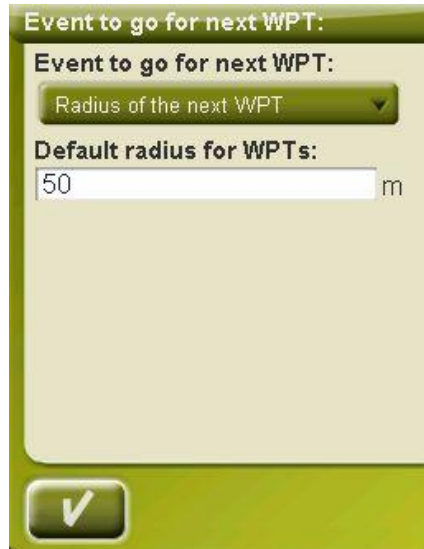 Event to go for next WPT:
Event to go for next WPT:
Radius of the next WPT
Default radius for WPTs:
50 m